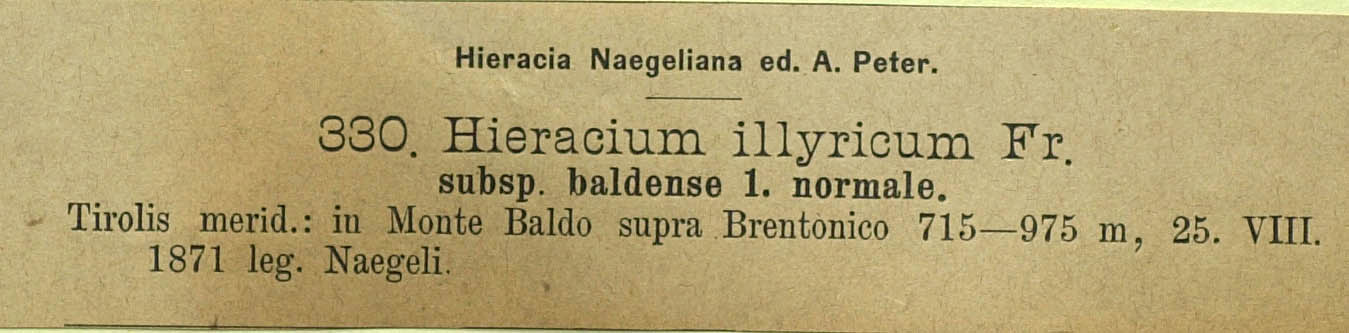 Hieracia Naegeliana ed. A. Peter.
330. Hieracium illyricum Fr.
subsp. baldense 1. normale.
Tirolis merid.: in Monte Baldo supra Brentonico 715—975 m, 25. VIII.
1871 leg. Naegeli.